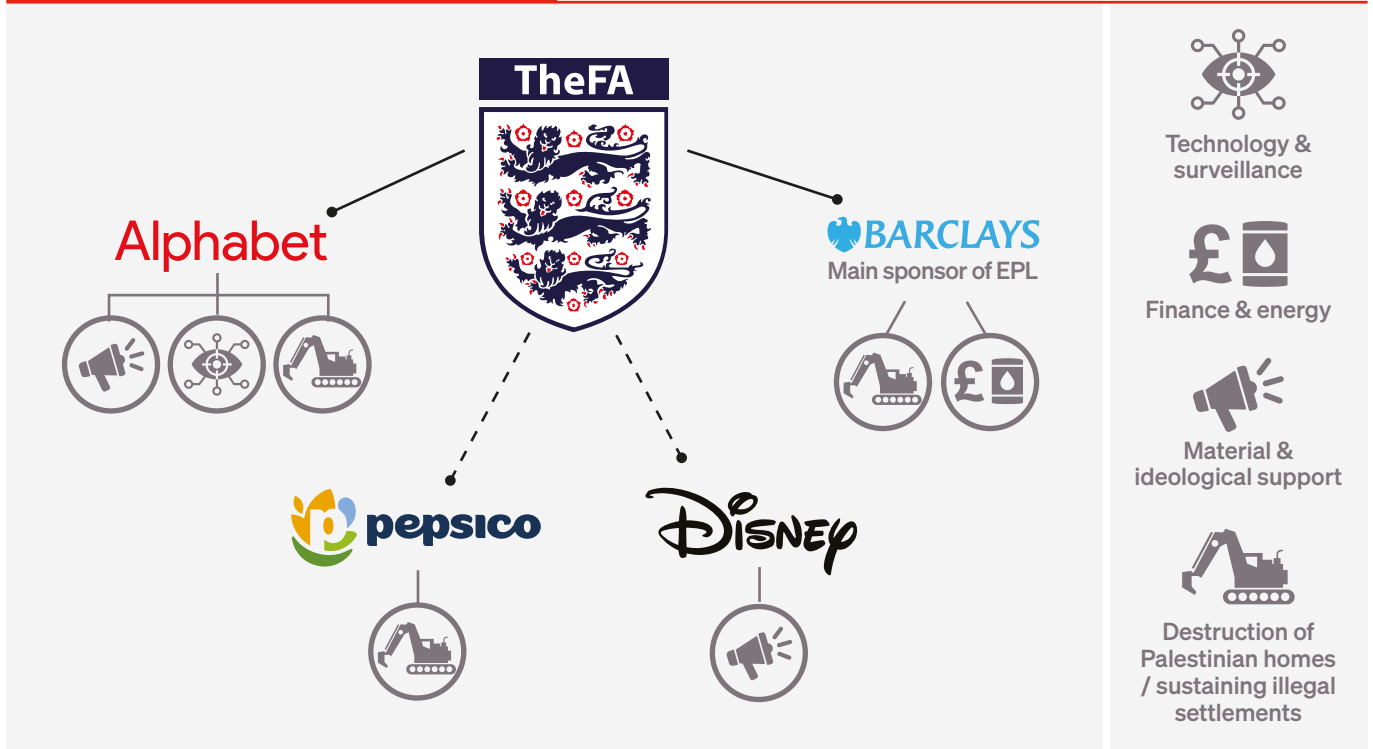 TheFA
Alphabet
BARCLAYS
Main sponsor of EPL
pepsico
Disney
Technology &
surveillance
£
Finance & energy
Material &
ideological support
Destruction of
Palestinian homes
/ sustaining illegal
settlements
£